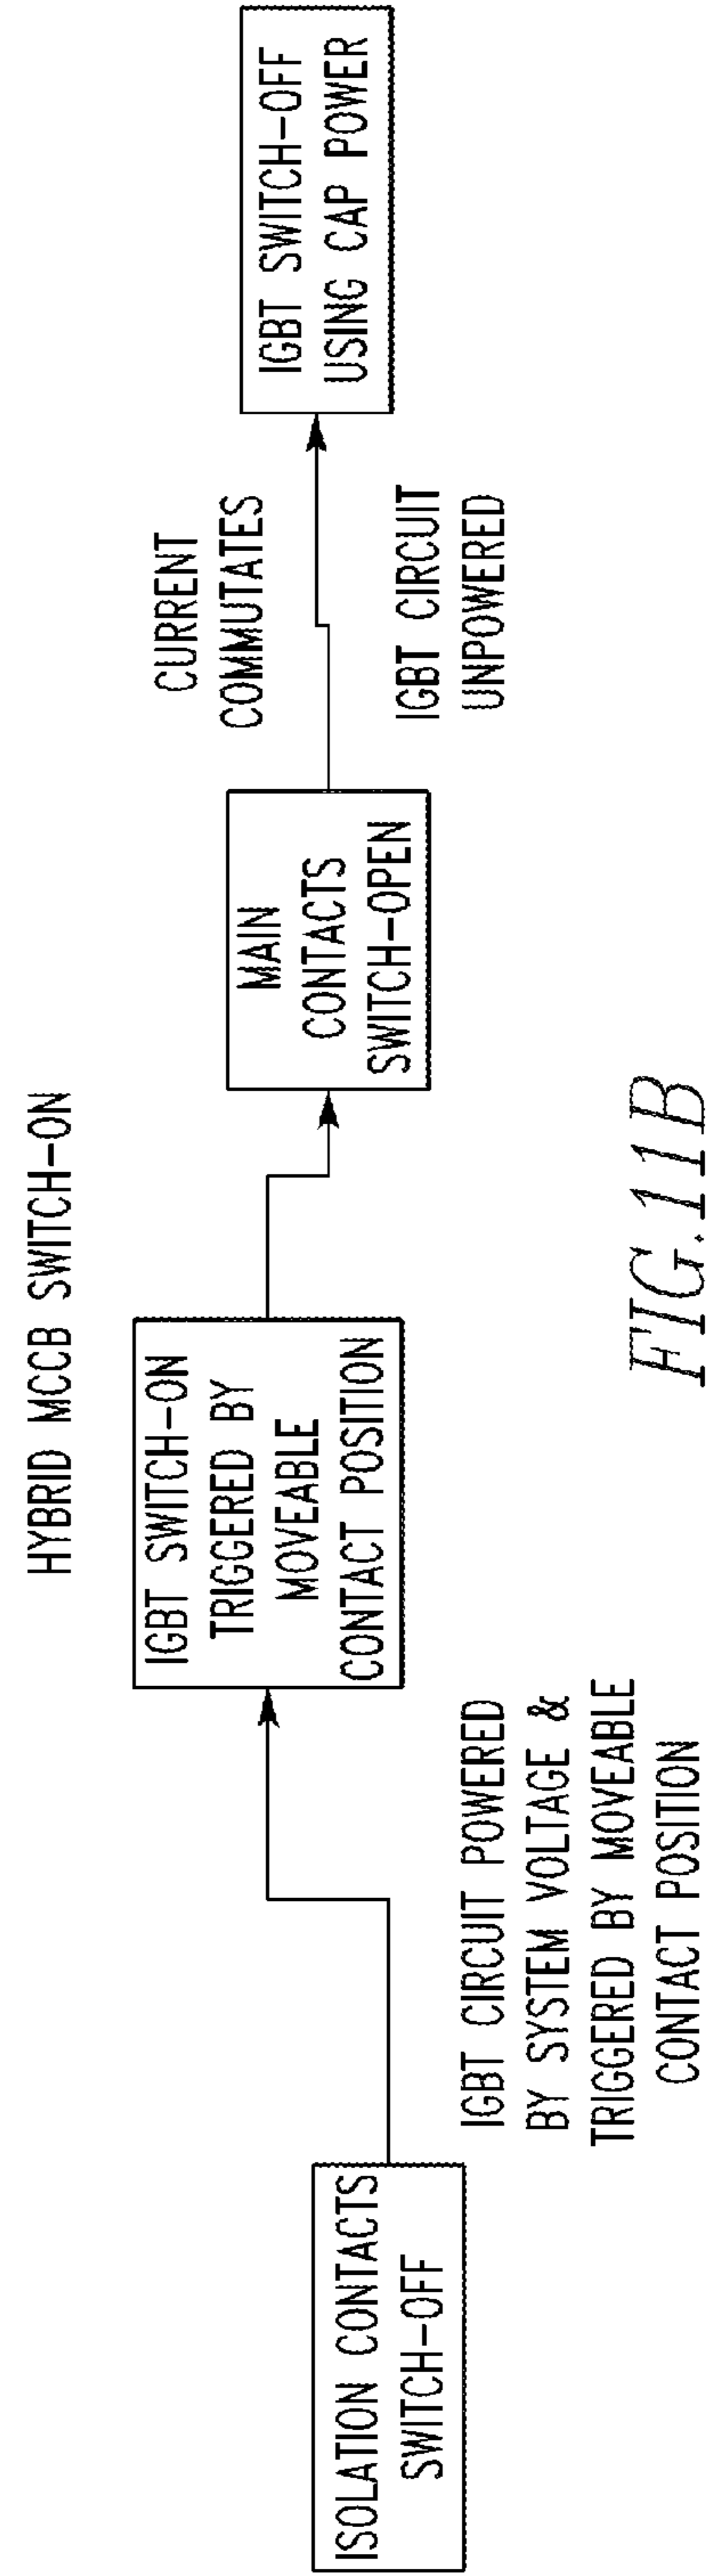 HYBRID MCCB SWITCH-ON
ISOLATION CONTACTS
SWITCH-OFF
IGBT CIRCUIT POWERED
BY SYSTEM VOLTAGE &
TRIGGERED BY MOVEABLE
CONTACT POSITION
IGBT SWITCH-ON
TRIGGERED BY
MOVEABLE
CONTACT POSITION
MAIN
CONTACTS
SWITCH-OPEN
CURRENT
COMMUTATES
IGBT CIRCUIT
UNPOWERED
IGBT SWITCH-OFF
USING CAP POWER
FIG.11B